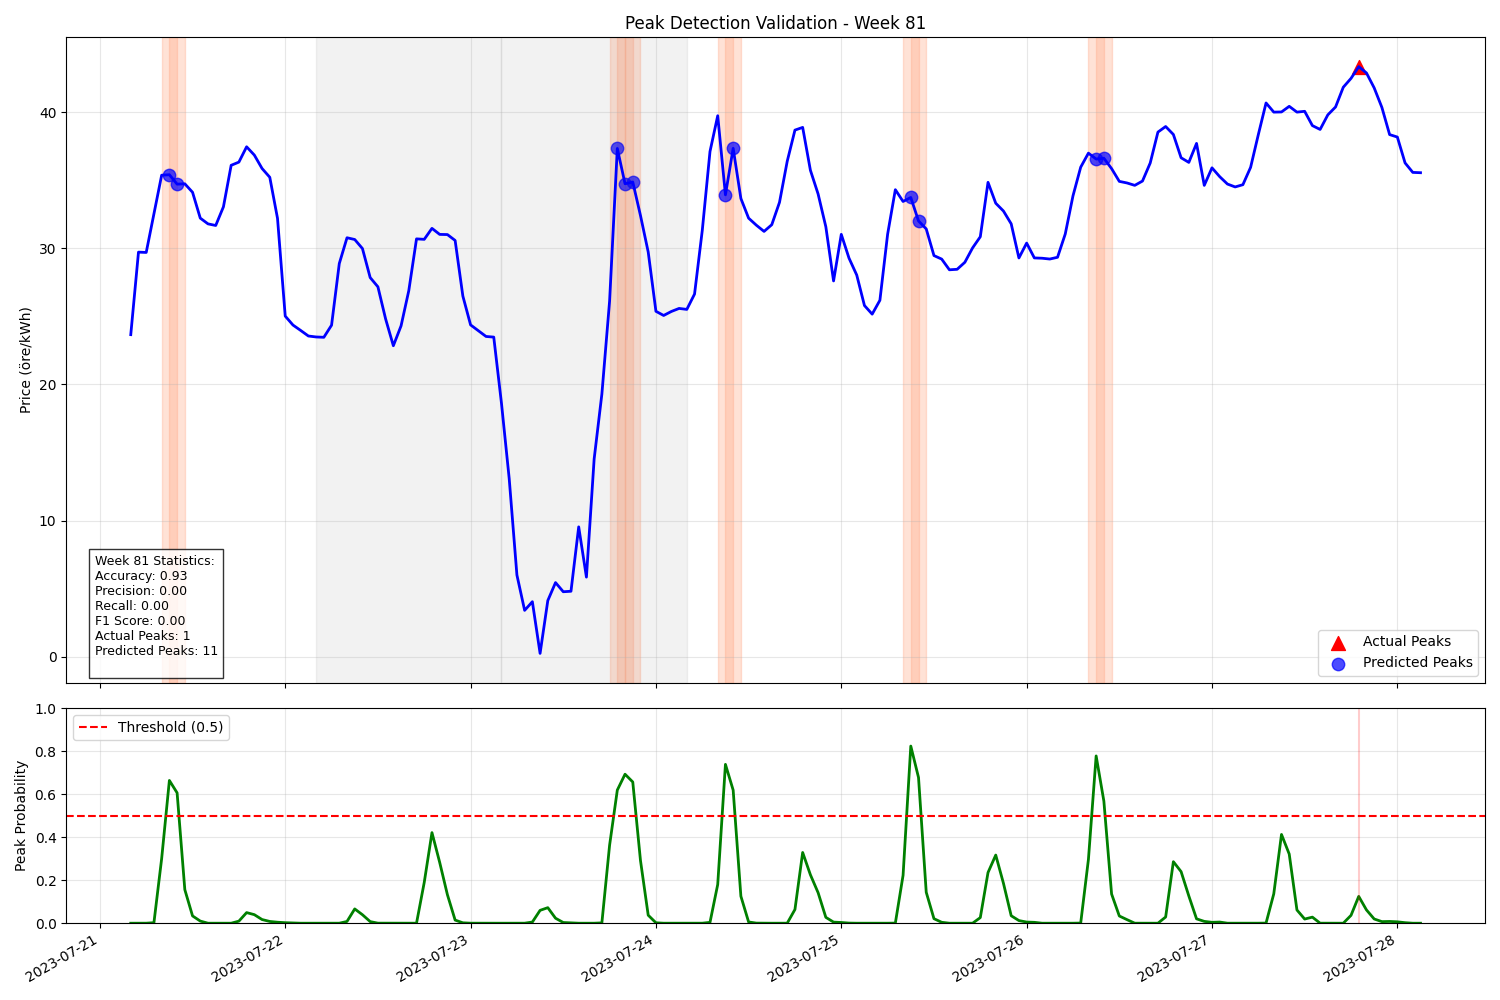 Peak Detection Validation - Week 81
Price (öre/kWh)
40
30
20
10
0
Week 81 Statistics:
Accuracy: 0.93
Precision: 0.00
Recall: 0.00
F1 Score: 0.00
Actual Peaks: 1
Predicted Peaks: 11
Actual Peaks
Predicted Peaks
Peak Probability
1.0
0.8
0.6
0.4
0.2
0.0
Threshold (0.5)
2023-07-21
2023-07-22
2023-07-23
2023-07-24
2023-07-25
2023-07-26
2023-07-27
2023-07-28